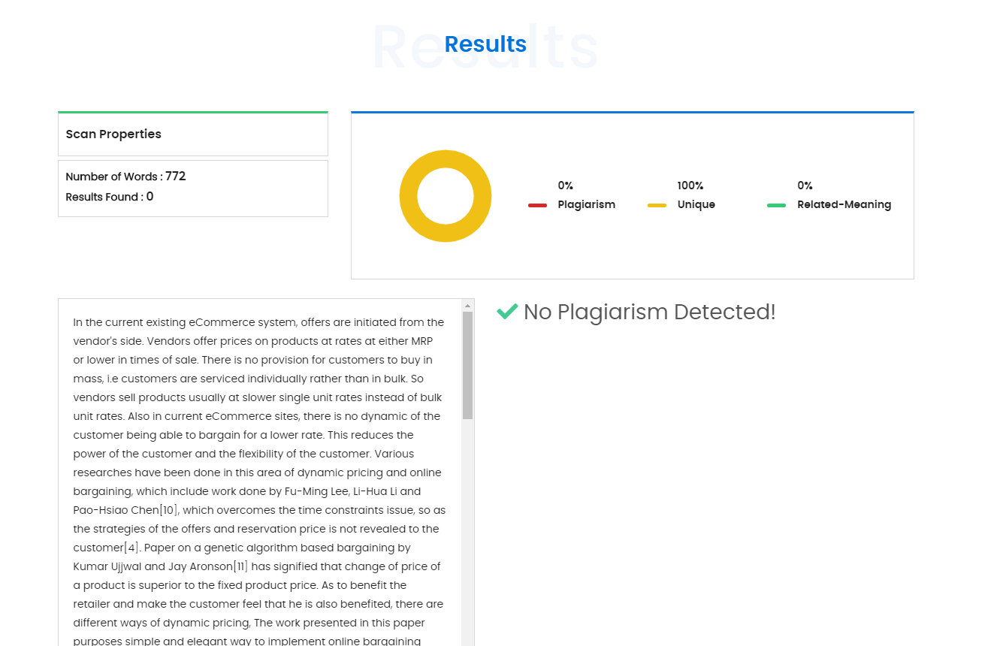 Results
Scan Properties
Number of Words : 772
Results Found : 0
0%
Plagiarism
100%
Unique
0%
Related-Meaning
In the current existing eCommerce system, offers are initiated from the
vendor's side. Vendors offer prices on products at rates at either MRP
or lower in times of sale. There is no provision for customers to buy in
mass, i.e customers are serviced individually rather than in bulk. So
vendors sell products usually at slower single unit rates instead of bulk
unit rates. Also in current eCommerce sites, there is no dynamic of the
customer being able to bargain for a lower rate. This reduces the
power of the customer and the flexibility of the customer. Various
researches have been done in this area of dynamic pricing and online
bargaining, which include work done by Fu-Ming Lee, Li-Hua Li and
Pao-Hsiao Chen[10], which overcomes the time constraints issue, so as
the strategies of the offers and reservation price is not revealed to the
customer[4]. Paper on a genetic algorithm based bargaining by
Kumar Ujjwal and Jay Aronson[11] has signified that change of price of
a product is superior to the fixed product price. As to benefit the
retailer and make the customer feel that he is also benefited, there are
different ways of dynamic pricing, The work presented in this paper
purposes simple and elegant way to implement online bargaining
No Plagiarism Detected!